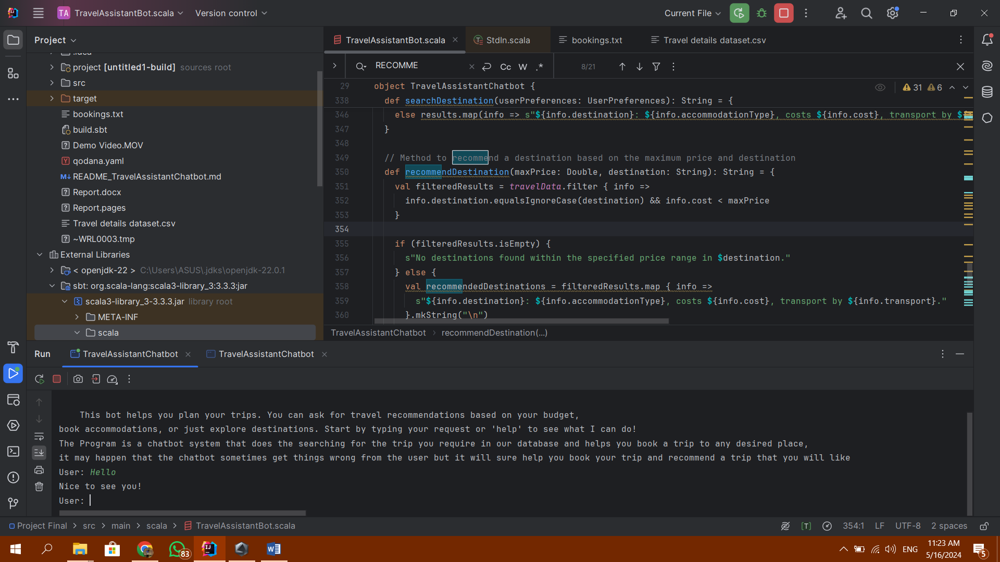 TA TravelAssistantBot.scala Version control Current File
Project
TravelAssistantBot.scala StdIn.scala bookings.txt Travel details dataset.csv
.idea
project [untitled1-build] sources root
src
target
bookings.txt
build.sbt
Demo Video.MOV
qodana.yaml
README_TravelAssistantChatbot.md
Report.docx
Report.pages
Travel details dataset.csv
~WRL0003.tmp
External Libraries
< openjdk-22 > C:\Users\ASUS\.jdks\openjdk-22.0.1
sbt: org.scala-lang:scala3-library_3:3.3.3:jar
scala3-library_3-3.3.3.jar library root
META-INF
scala
RECOMME Cc W .* 8/21
31 6
29 object TravelAssistantChatbot {
338 def searchDestination(userPreferences: UserPreferences): String = {
346 else results.map(info => s"${info.destination}: ${info.accommodationType}, costs ${info.cost}, transport by $
347 }
348
349 // Method to recommend a destination based on the maximum price and destination
350 def recommendDestination(maxPrice: Double, destination: String): String = {
351 val filteredResults = travelData.filter { info =>
352 info.destination.equalsIgnoreCase(destination) && info.cost < maxPrice
353 }
354
355 if (filteredResults.isEmpty) {
356 s"No destinations found within the specified price range in $destination."
357 } else {
358 val recommendedDestinations = filteredResults.map { info =>
359 s"${info.destination}: ${info.accommodationType}, costs ${info.cost}, transport by ${info.transport}."
360 }.mkString("\n")
TravelAssistantChatbot > recommendDestination(...)
Run TravelAssistantChatbot TravelAssistantChatbot
This bot helps you plan your trips. You can ask for travel recommendations based on your budget,
book accommodations, or just explore destinations. Start by typing your request or 'help' to see what I can do!
The Program is a chatbot system that does the searching for the trip you require in our database and helps you book a trip to any desired place,
it may happen that the chatbot sometimes get things wrong from the user but it will sure help you book your trip and recommend a trip that you will like
User: Hello
Nice to see you!
User:
Project Final > src > main > scala > TravelAssistantBot.scala
[T] 354:1 LF UTF-8 2 spaces
83
ENG
11:23 AM
5/16/2024
5